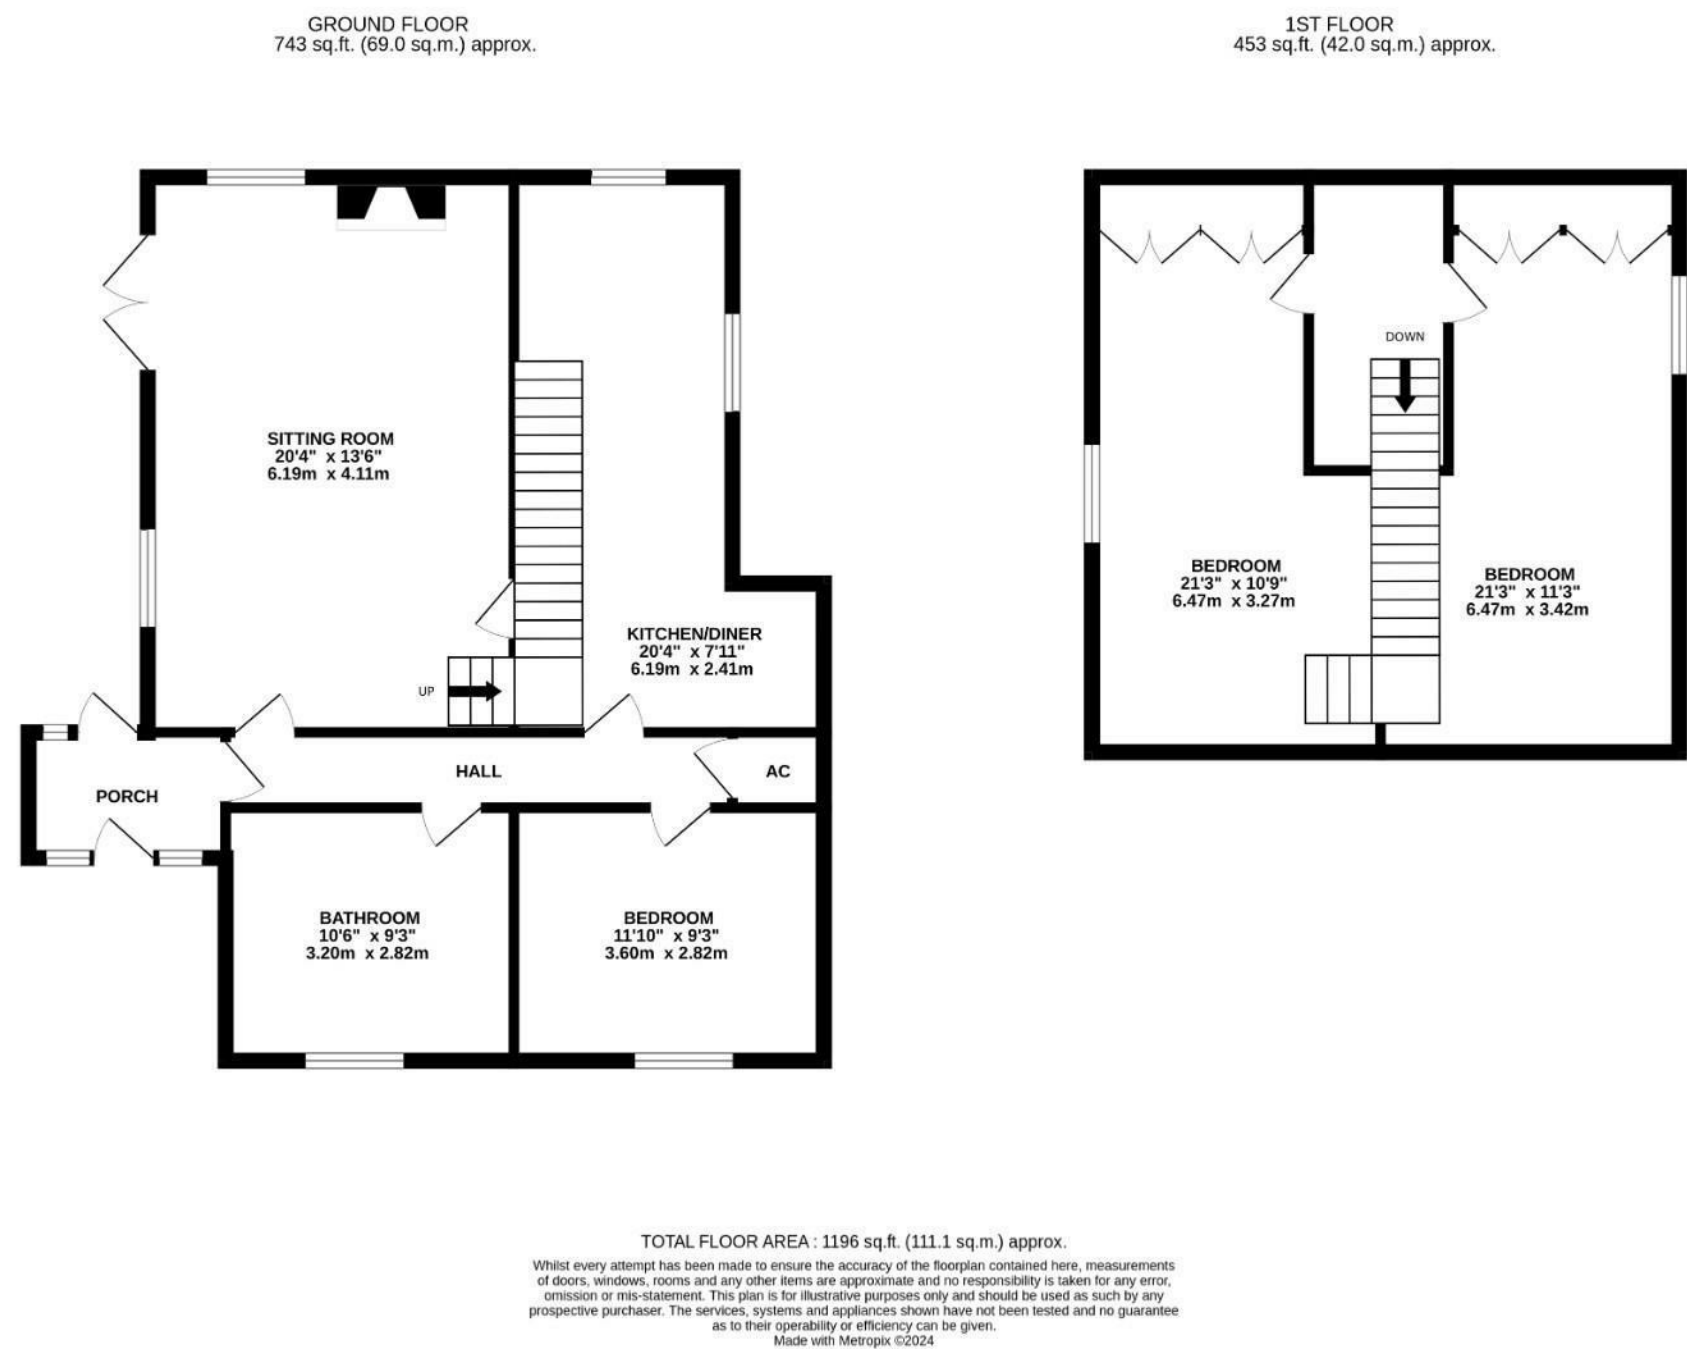 GROUND FLOOR
743 sq.ft. (69.0 sq.m.) approx.
1ST FLOOR
453 sq.ft. (42.0 sq.m.) approx.
SITTING ROOM
20'4" x 13'6"
6.19m x 4.11m
KITCHEN/DINER
20'4" x 7'11"
6.19m x 2.41m
UP
HALL
AC
PORCH
BATHROOM
10'6" x 9'3"
3.20m x 2.82m
BEDROOM
11'10" x 9'3"
3.60m x 2.82m
DOWN
BEDROOM
21'3" x 10'9"
6.47m x 3.27m
BEDROOM
21'3" x 11'3"
6.47m x 3.42m
TOTAL FLOOR AREA : 1196 sq.ft. (111.1 sq.m.) approx.
Whilst every attempt has been made to ensure the accuracy of the floorplan contained here, measurements
of doors, windows, rooms and any other items are approximate and no responsibility is taken for any error,
omission or mis-statement. This plan is for illustrative purposes only and should be used as such by any
prospective purchaser. The services, systems and appliances shown have not been tested and no guarantee
as to their operability or efficiency can be given.
Made with Metropix ©2024